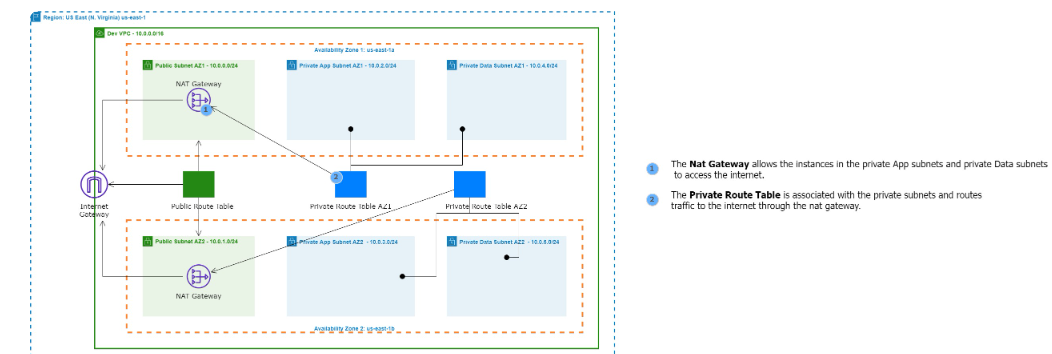 Region: US East (N. Virginia) us-east-1
Dev VPC - 10.0.0.0/16
Availability Zone 1: us-east-1a
Public Subnet AZ1 - 10.0.0.0/24
Private App Subnet AZ1 - 10.0.2.0/24
Private Data Subnet AZ1 - 10.0.4.0/24
NAT Gateway
1
1
The Nat Gateway allows the instances in the private App subnets and private Data subnets
to access the internet.
2
2
The Private Route Table is associated with the private subnets and routes
traffic to the internet through the nat gateway.
Internet
Gateway
Public Route Table
Private Route Table AZ1
Private Route Table AZ2
Public Subnet AZ2 - 10.0.1.0/24
Private App Subnet AZ2 - 10.0.3.0/24
Private Data Subnet AZ2 - 10.0.5.0/24
NAT Gateway
Availability Zone 2: us-east-1b